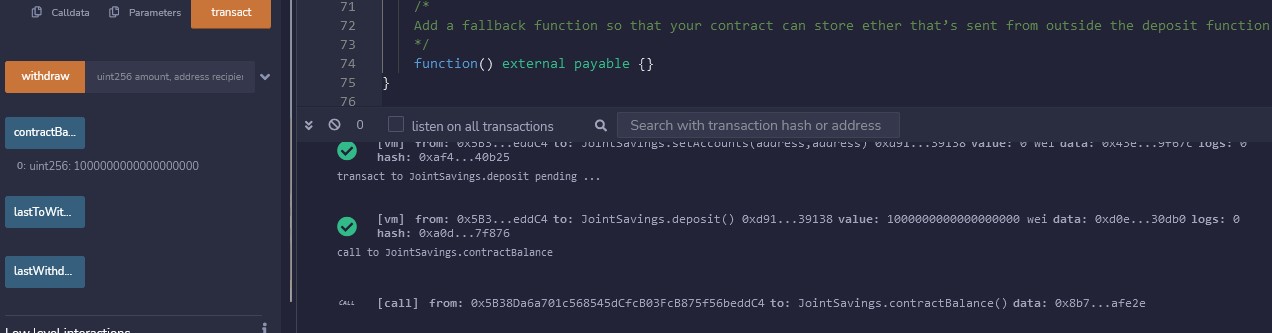 Calldata Parameters transact
withdraw uint256 amount, address recipier
contractBa...
0: uint256: 1000000000000000000
lastToWit...
lastWithd...
Low level interactions
71 /*
72 Add a fallback function so that your contract can store ether that’s sent from outside the deposit function
73 */
74 function() external payable {}
75 }
76
0 listen on all transactions Search with transaction hash or address
[vm] from: 0x5B3...eddC4 to: JointSavings.setAccounts(address,address) 0xd91...39138 value: 0 wei data: 0x43e...9fb7c logs: 0
hash: 0xaf4...40b25
transact to JointSavings.deposit pending ...
[vm] from: 0x5B3...eddC4 to: JointSavings.deposit() 0xd91...39138 value: 1000000000000000000 wei data: 0xd0e...30db0 logs: 0
hash: 0xa0d...7f876
call to JointSavings.contractBalance
CALL [call] from: 0x5B38Da6a701c568545dCfcB03FcB875f56beddC4 to: JointSavings.contractBalance() data: 0x8b7...afe2e